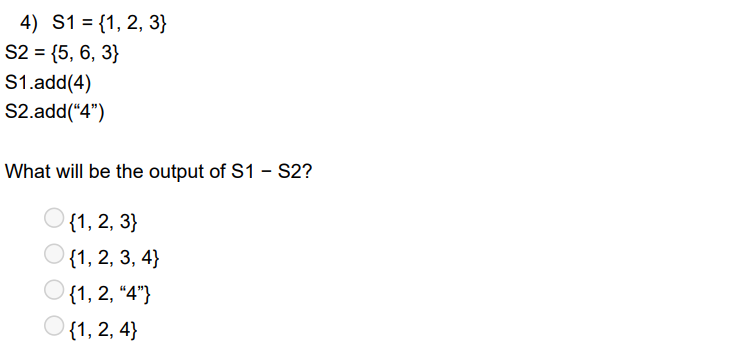 4) S1 = {1, 2, 3}
S2 = {5, 6, 3}
S1.add(4)
S2.add(“4”)
What will be the output of S1 − S2?
{1, 2, 3}
{1, 2, 3, 4}
{1, 2, “4”}
{1, 2, 4}